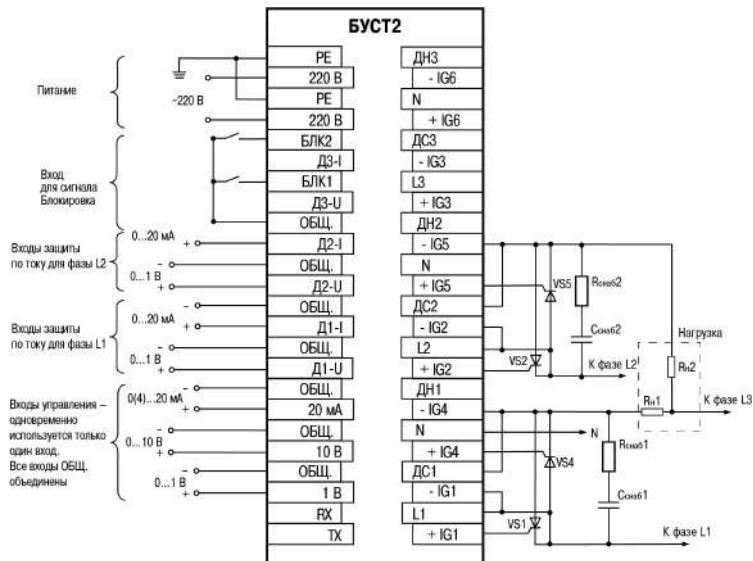 БУСТ2
Питание
~220 В
PE
220 В
PE
220 В
БЛК2
Д3-I
БЛК1
Д3-U
ОБЩ.
Д2-I
ОБЩ.
Д2-U
ОБЩ.
Д1-I
ОБЩ.
Д1-U
ОБЩ.
20 мА
ОБЩ.
10 В
ОБЩ.
1 В
RX
TX
Вход
для сигнала
Блокировка
Входы защиты
по току для фазы L2
0...20 мА
+
−
0...1 В
+
Входы защиты
по току для фазы L1
−
0...20 мА
+
−
0...1 В
+
Входы управления –
одновременно
используется только
один вход.
Все входы ОБЩ.
объединены
−
0(4)...20 мА
+
−
0...10 В
+
−
0...1 В
+
ДН3
- IG6
N
+ IG6
ДС3
- IG3
L3
+ IG3
ДН2
- IG5
N
+ IG5
ДС2
- IG2
L2
+ IG2
ДН1
- IG4
N
+ IG4
ДС1
- IG1
L1
+ IG1
VS5
Rснаб2
Cснаб2
VS2
К фазе L2
Нагрузка
Rн2
Rн1
К фазе L3
N
VS4
Rснаб1
Cснаб1
VS1
К фазе L1